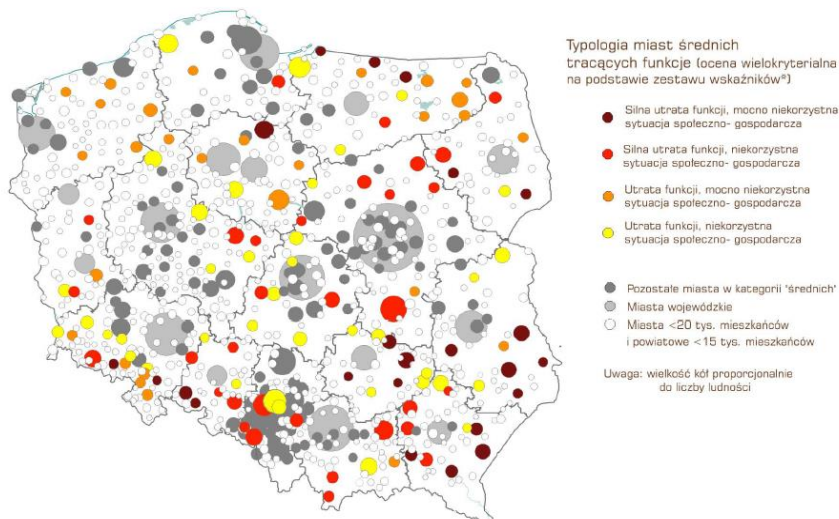 Typologia miast średnich
tracących funkcje (ocena wielokryterialna
na podstawie zestawu wskaźników*)
Silna utrata funkcji, mocno niekorzystna
sytuacja społeczno- gospodarcza
Silna utrata funkcji, niekorzystna
sytuacja społeczno- gospodarcza
Utrata funkcji, mocno niekorzystna
sytuacja społeczno- gospodarcza
Utrata funkcji, niekorzystna
sytuacja społeczno- gospodarcza
Pozostałe miasta w kategorii 'średnich'
Miasta wojewódzkie
Miasta <20 tys. mieszkańców
i powiatowe <15 tys. mieszkańców
Uwaga: wielkość kół proporcjonalnie
do liczby ludności